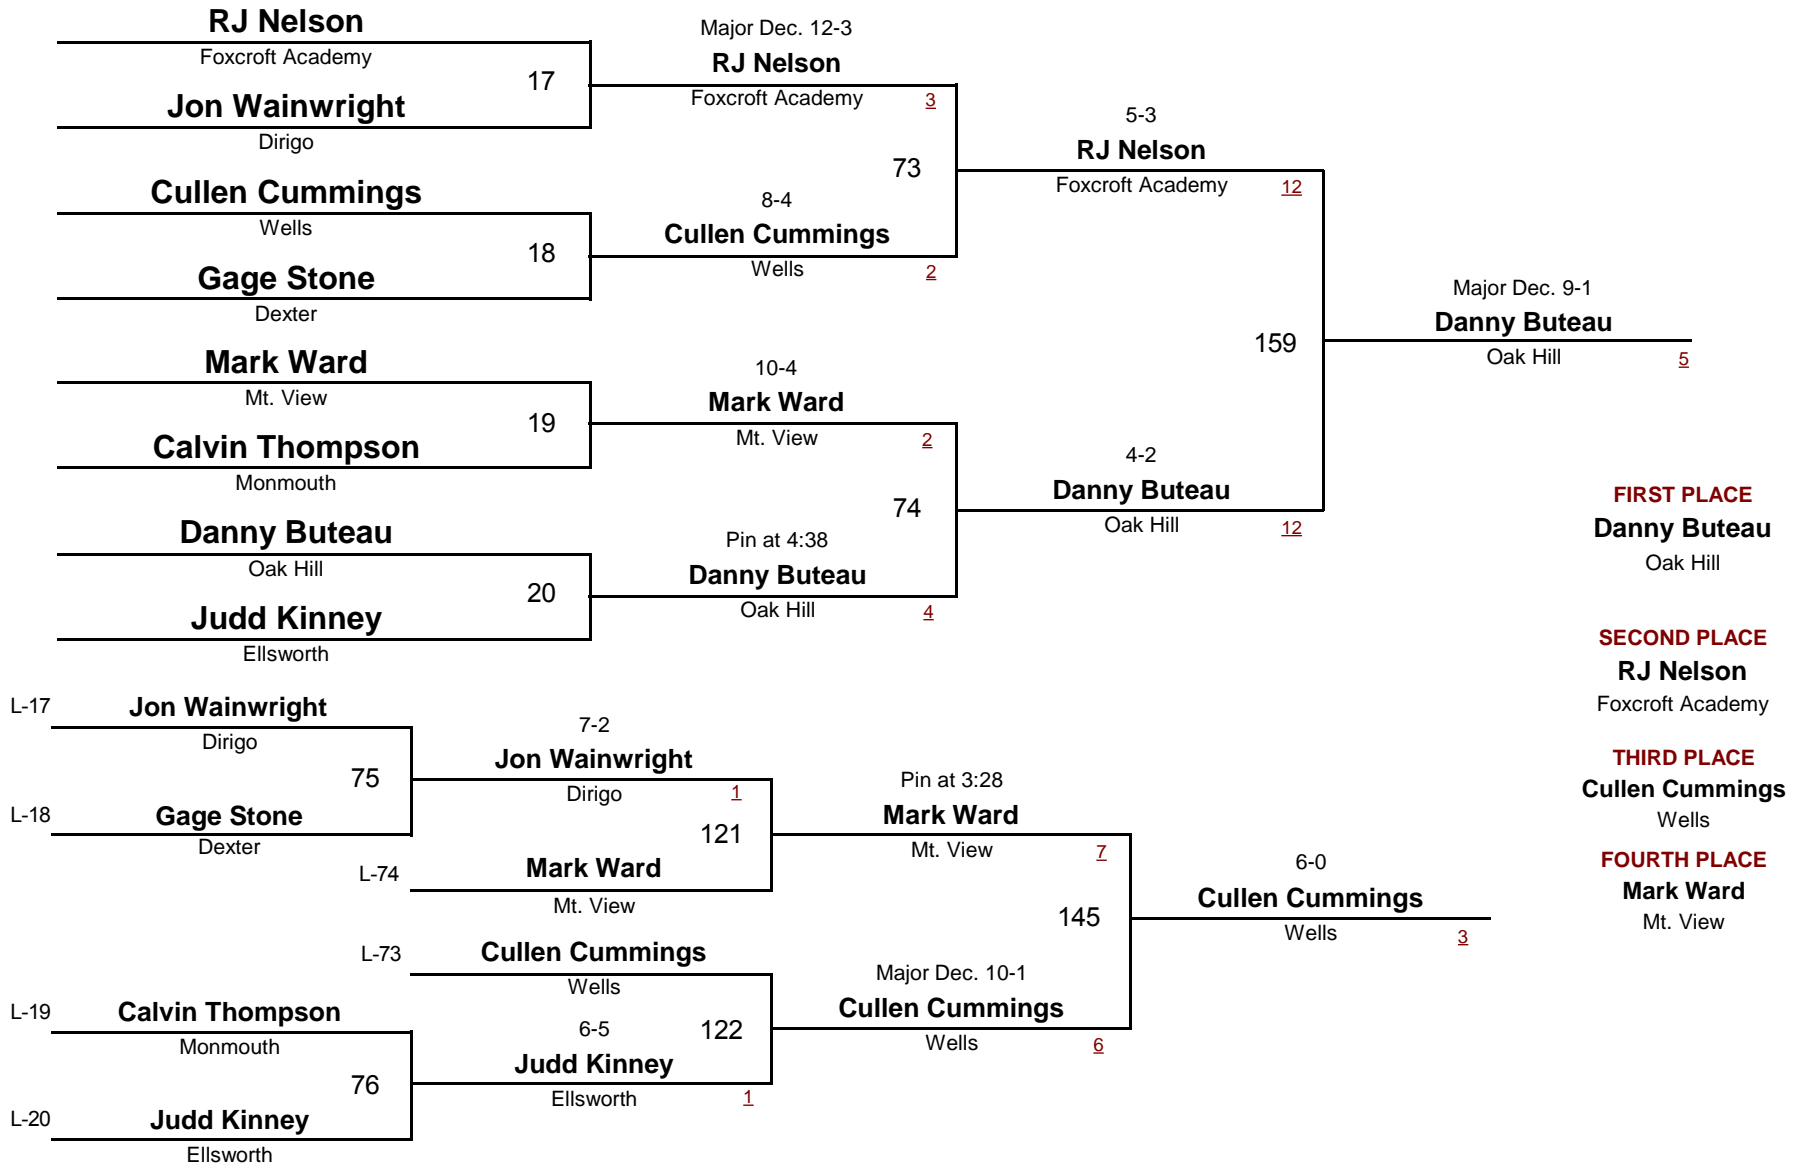 RJ Nelson
Foxcroft Academy
17
Jon Wainwright
Dirigo
Major Dec. 12-3
RJ Nelson
Foxcroft Academy
3
Cullen Cummings
Wells
18
Gage Stone
Dexter
73
8-4
Cullen Cummings
Wells
2
5-3
RJ Nelson
Foxcroft Academy
12
Mark Ward
Mt. View
19
Calvin Thompson
Monmouth
10-4
Mark Ward
Mt. View
2
Danny Buteau
Oak Hill
20
Judd Kinney
Ellsworth
74
Pin at 4:38
Danny Buteau
Oak Hill
4
4-2
Danny Buteau
Oak Hill
12
159
Major Dec. 9-1
Danny Buteau
Oak Hill
5
FIRST PLACE
Danny Buteau
Oak Hill
SECOND PLACE
RJ Nelson
Foxcroft Academy
THIRD PLACE
Cullen Cummings
Wells
FOURTH PLACE
Mark Ward
Mt. View
L-17
Jon Wainwright
Dirigo
75
L-18
Gage Stone
Dexter
7-2
Jon Wainwright
Dirigo
1
121
L-74
Mark Ward
Mt. View
Pin at 3:28
Mark Ward
Mt. View
7
L-73
Cullen Cummings
Wells
L-19
Calvin Thompson
Monmouth
76
L-20
Judd Kinney
Ellsworth
6-5
122
Judd Kinney
Ellsworth
1
145
Major Dec. 10-1
Cullen Cummings
Wells
6
6-0
Cullen Cummings
Wells
3